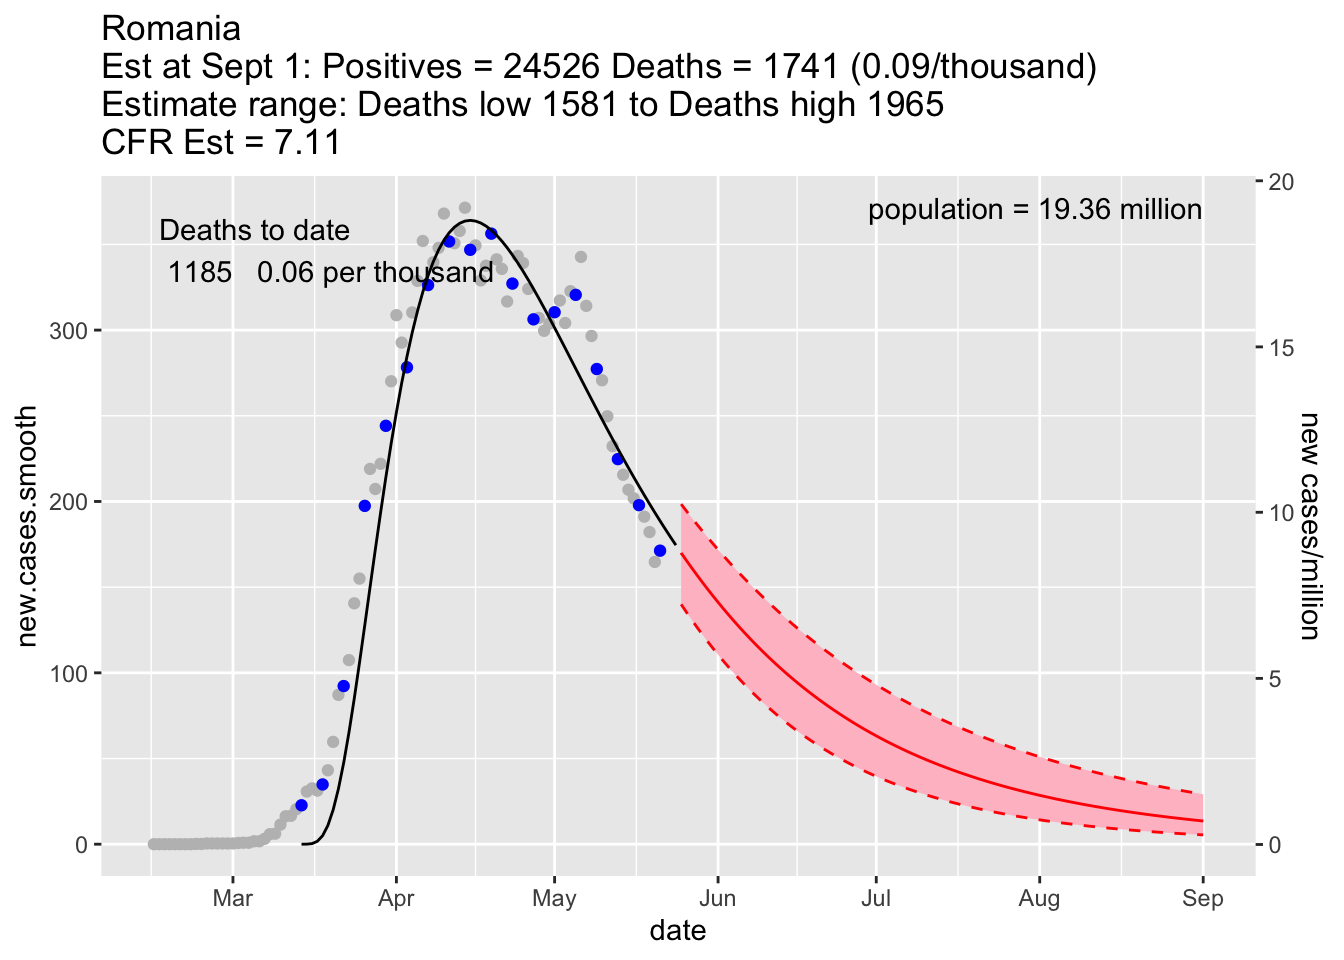 Romania
Est at Sept 1: Positives = 24526 Deaths = 1741 (0.09/thousand)
Estimate range: Deaths low 1581 to Deaths high 1965
CFR Est = 7.11
Deaths to date
1185 0.06 per thousand
population = 19.36 million
new.cases.smooth
300
200
100
0
20
15
10
5
0
new cases/million
Mar Apr May Jun Jul Aug Sep
date